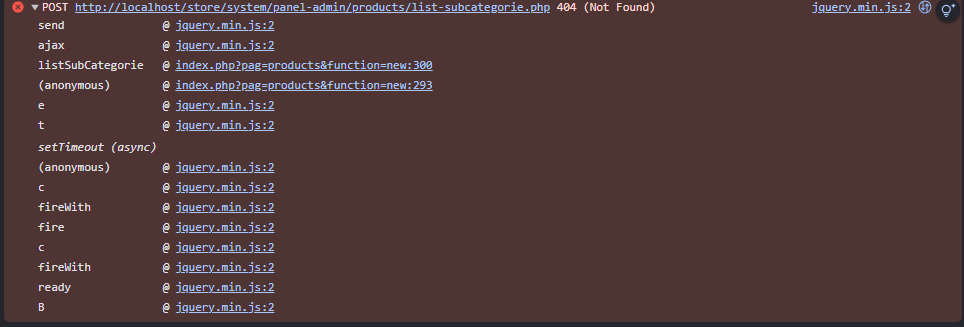 POST http://localhost/store/system/panel-admin/products/list-subcategorie.php 404 (Not Found) jquery.min.js:2
send @ jquery.min.js:2
ajax @ jquery.min.js:2
listSubCategorie @ index.php?pag=products&function=new:300
(anonymous) @ index.php?pag=products&function=new:293
e @ jquery.min.js:2
t @ jquery.min.js:2
setTimeout (async)
(anonymous) @ jquery.min.js:2
c @ jquery.min.js:2
fireWith @ jquery.min.js:2
fire @ jquery.min.js:2
c @ jquery.min.js:2
fireWith @ jquery.min.js:2
ready @ jquery.min.js:2
B @ jquery.min.js:2